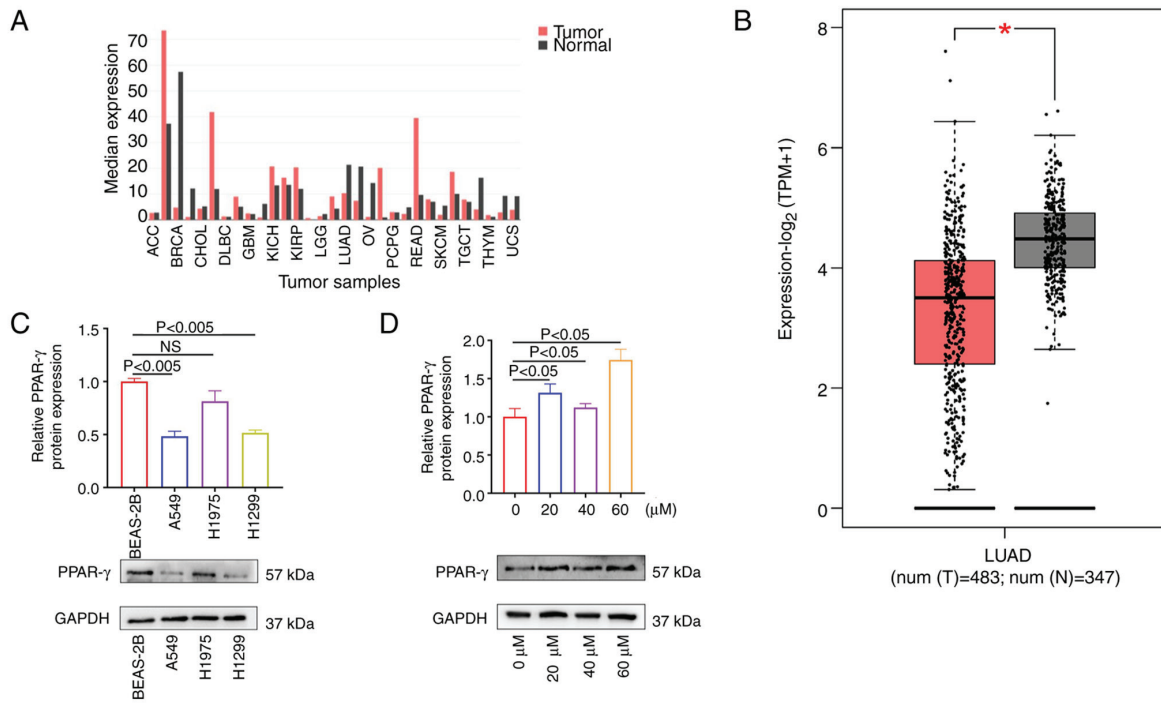 A
Tumor
Normal
Median expression
70
60
50
40
30
20
10
0
ACC
BRCA
CHOL
DLBC
GBM
KICH
KIRP
LGG
LUAD
OV
PCPG
READ
SKCM
TGCT
THYM
UCS
Tumor samples
B
*
Expression-log₂ (TPM+1)
8
6
4
2
0
LUAD
(num (T)=483; num (N)=347)
C
Relative PPAR-γ
protein expression
1.5
1.0
0.5
0.0
P<0.005
NS
P<0.005
BEAS-2B
A549
H1975
H1299
PPAR-γ
57 kDa
GAPDH
37 kDa
BEAS-2B
A549
H1975
H1299
D
Relative PPAR-γ
protein expression
2.0
1.5
1.0
0.5
0.0
P<0.05
P<0.05
P<0.05
0 20 40 60 (μM)
PPAR-γ
57 kDa
GAPDH
37 kDa
0 μM
20 μM
40 μM
60 μM